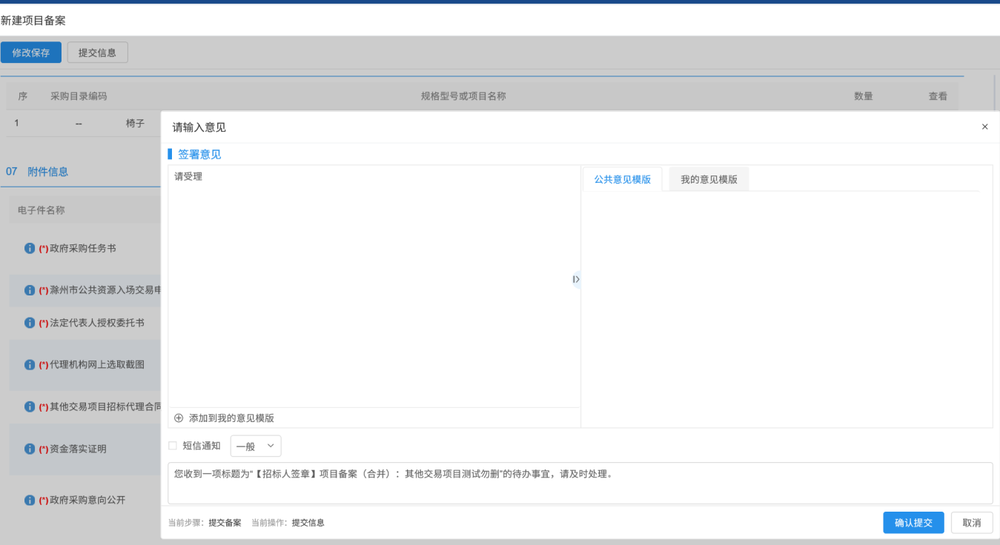 新建项目备案
修改保存 提交信息
序 采购目录编码 规格型号或项目名称 数量 查看
1 -- 椅子
请输入意见 ×
签署意见
07 附件信息
请受理
公共意见模版 我的意见模版
电子件名称
(*)政府采购任务书
(*)滁州市公共资源入场交易申
(*)法定代表人授权委托书
(*)代理机构网上选取截图
(*)其他交易项目招标代理合同
添加到我的意见模版
(*)资金落实证明
短信通知 一般
您收到一项标题为“【招标人签章】项目备案（合并）：其他交易项目测试勿删”的待办事宜，请及时处理。
(*)政府采购意向公开
当前步骤：提交备案 当前操作：提交信息
确认提交 取消